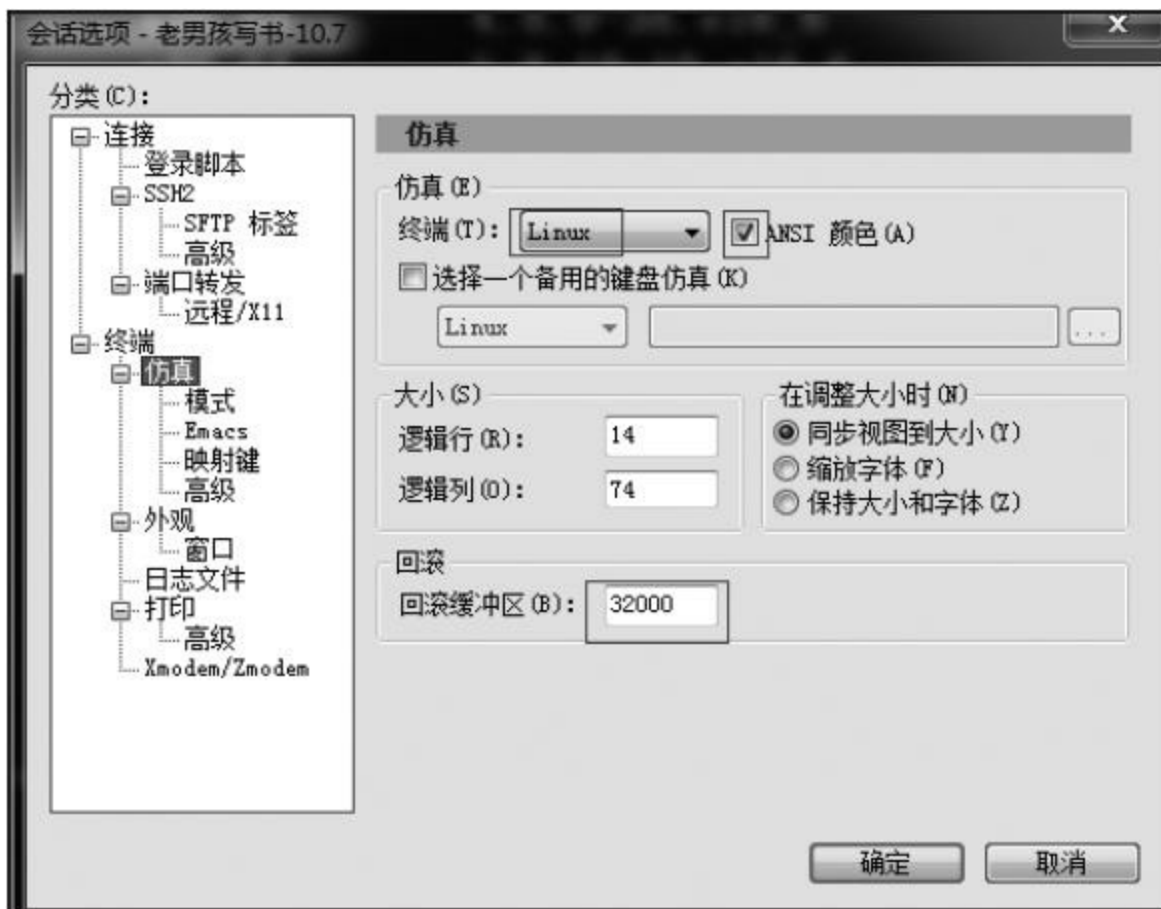 会话选项 - 老男孩写书-10.7
分类(C):
连接
登录脚本
SSH2
SFTP 标签
高级
端口转发
远程/X11
终端
仿真
模式
Emacs
映射键
高级
外观
窗口
日志文件
打印
高级
Xmodem/Zmodem
仿真
仿真(E)
终端(T): Linux ANSI 颜色(A)
选择一个备用的键盘仿真(K)
Linux ...
大小(S)
逻辑行(R): 14
逻辑列(O): 74
在调整大小时(N)
同步视图到大小(Y)
缩放字体(F)
保持大小和字体(Z)
回滚
回滚缓冲区(B): 32000
确定 取消